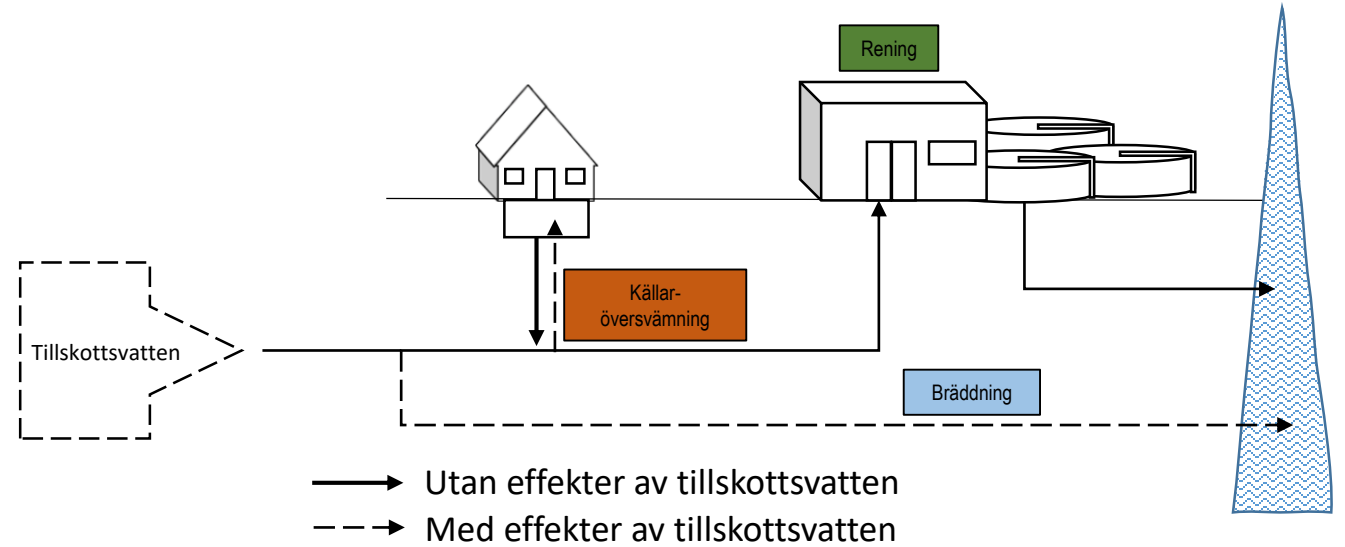 Rening
Källar-
översvämning
Tillskottsvatten
Bräddning
Utan effekter av tillskottsvatten
Med effekter av tillskottsvatten